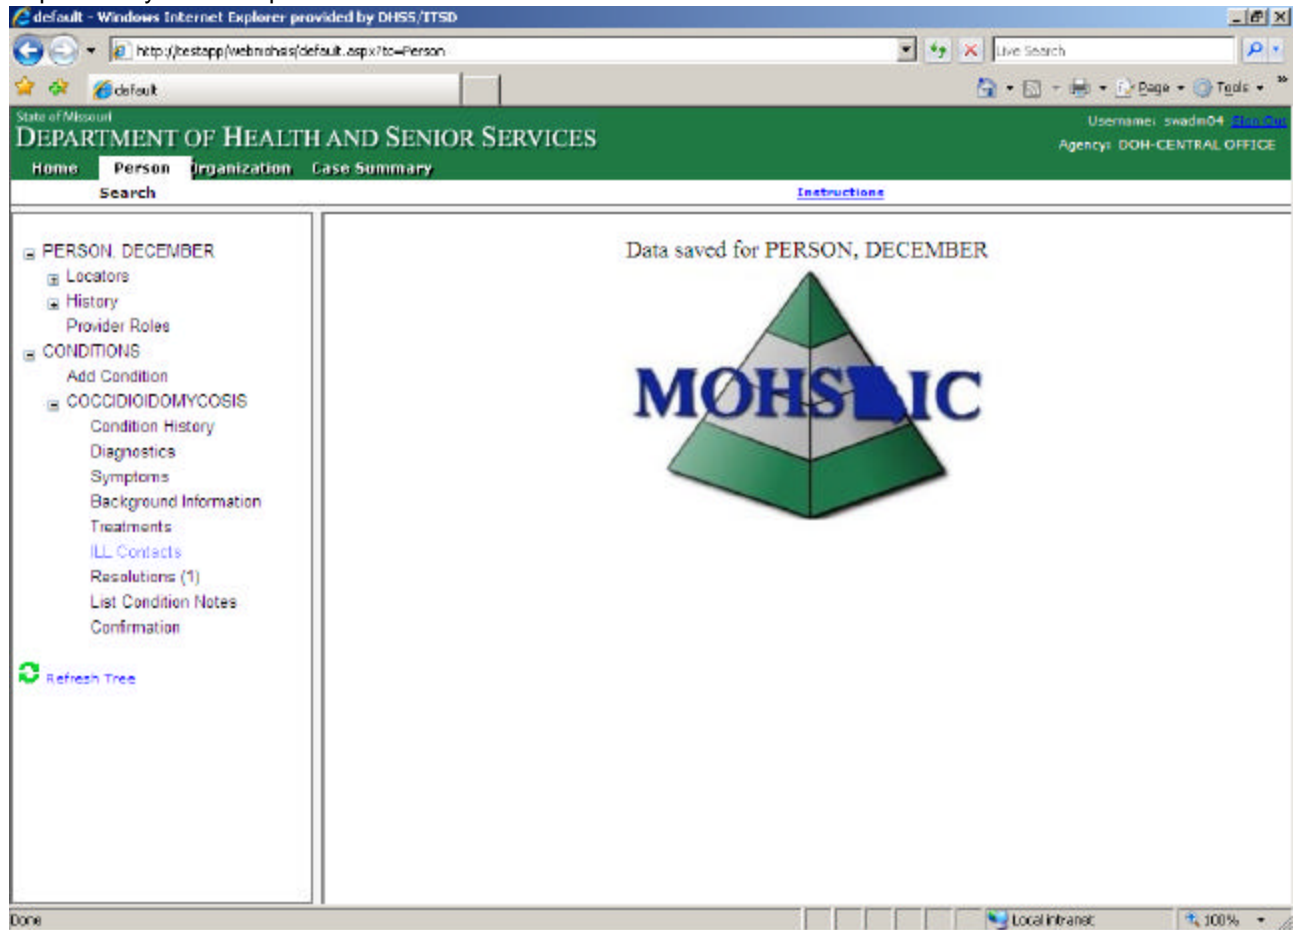 default - Windows Internet Explorer provided by DHSS/ITSD
http://testapp/webmohsis/default.aspx?to=Person
Live Search
default
Page
Tools
State of Missouri
DEPARTMENT OF HEALTH AND SENIOR SERVICES
Username: swadm04 Sign Out
Agency: DOH-CENTRAL OFFICE
Home Person Organization Case Summary
Search
Instructions
PERSON, DECEMBER
Locators
History
Provider Roles
CONDITIONS
Add Condition
COCCIDIOIDOMYCOSIS
Condition History
Diagnostics
Symptoms
Background Information
Treatments
ILL Contacts
Resolutions (1)
List Condition Notes
Confirmation
Refresh Tree
Data saved for PERSON, DECEMBER
MOHSAIC
Done
Local intranet
100%